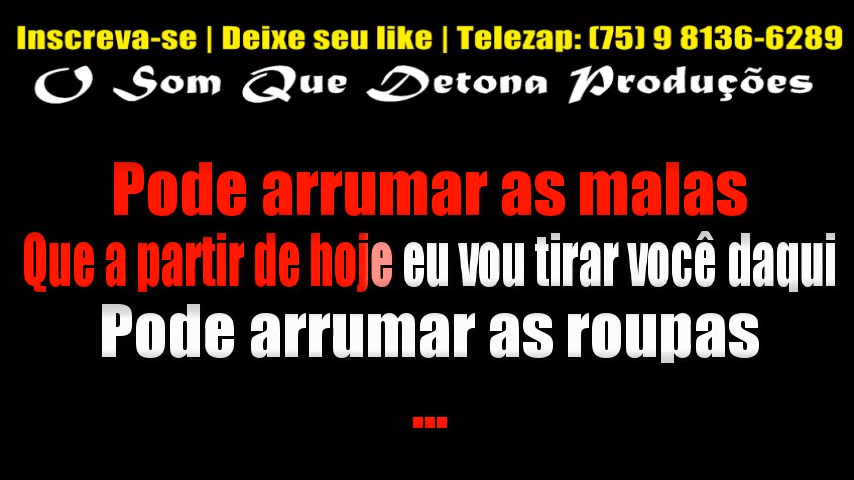 Inscreva-se | Deixe seu like | Telezap: (75) 9 8136-6289
O Som Que Detona Produções
Pode arrumar as malas
Que a partir de hoje eu vou tirar você daqui
Pode arrumar as roupas
...